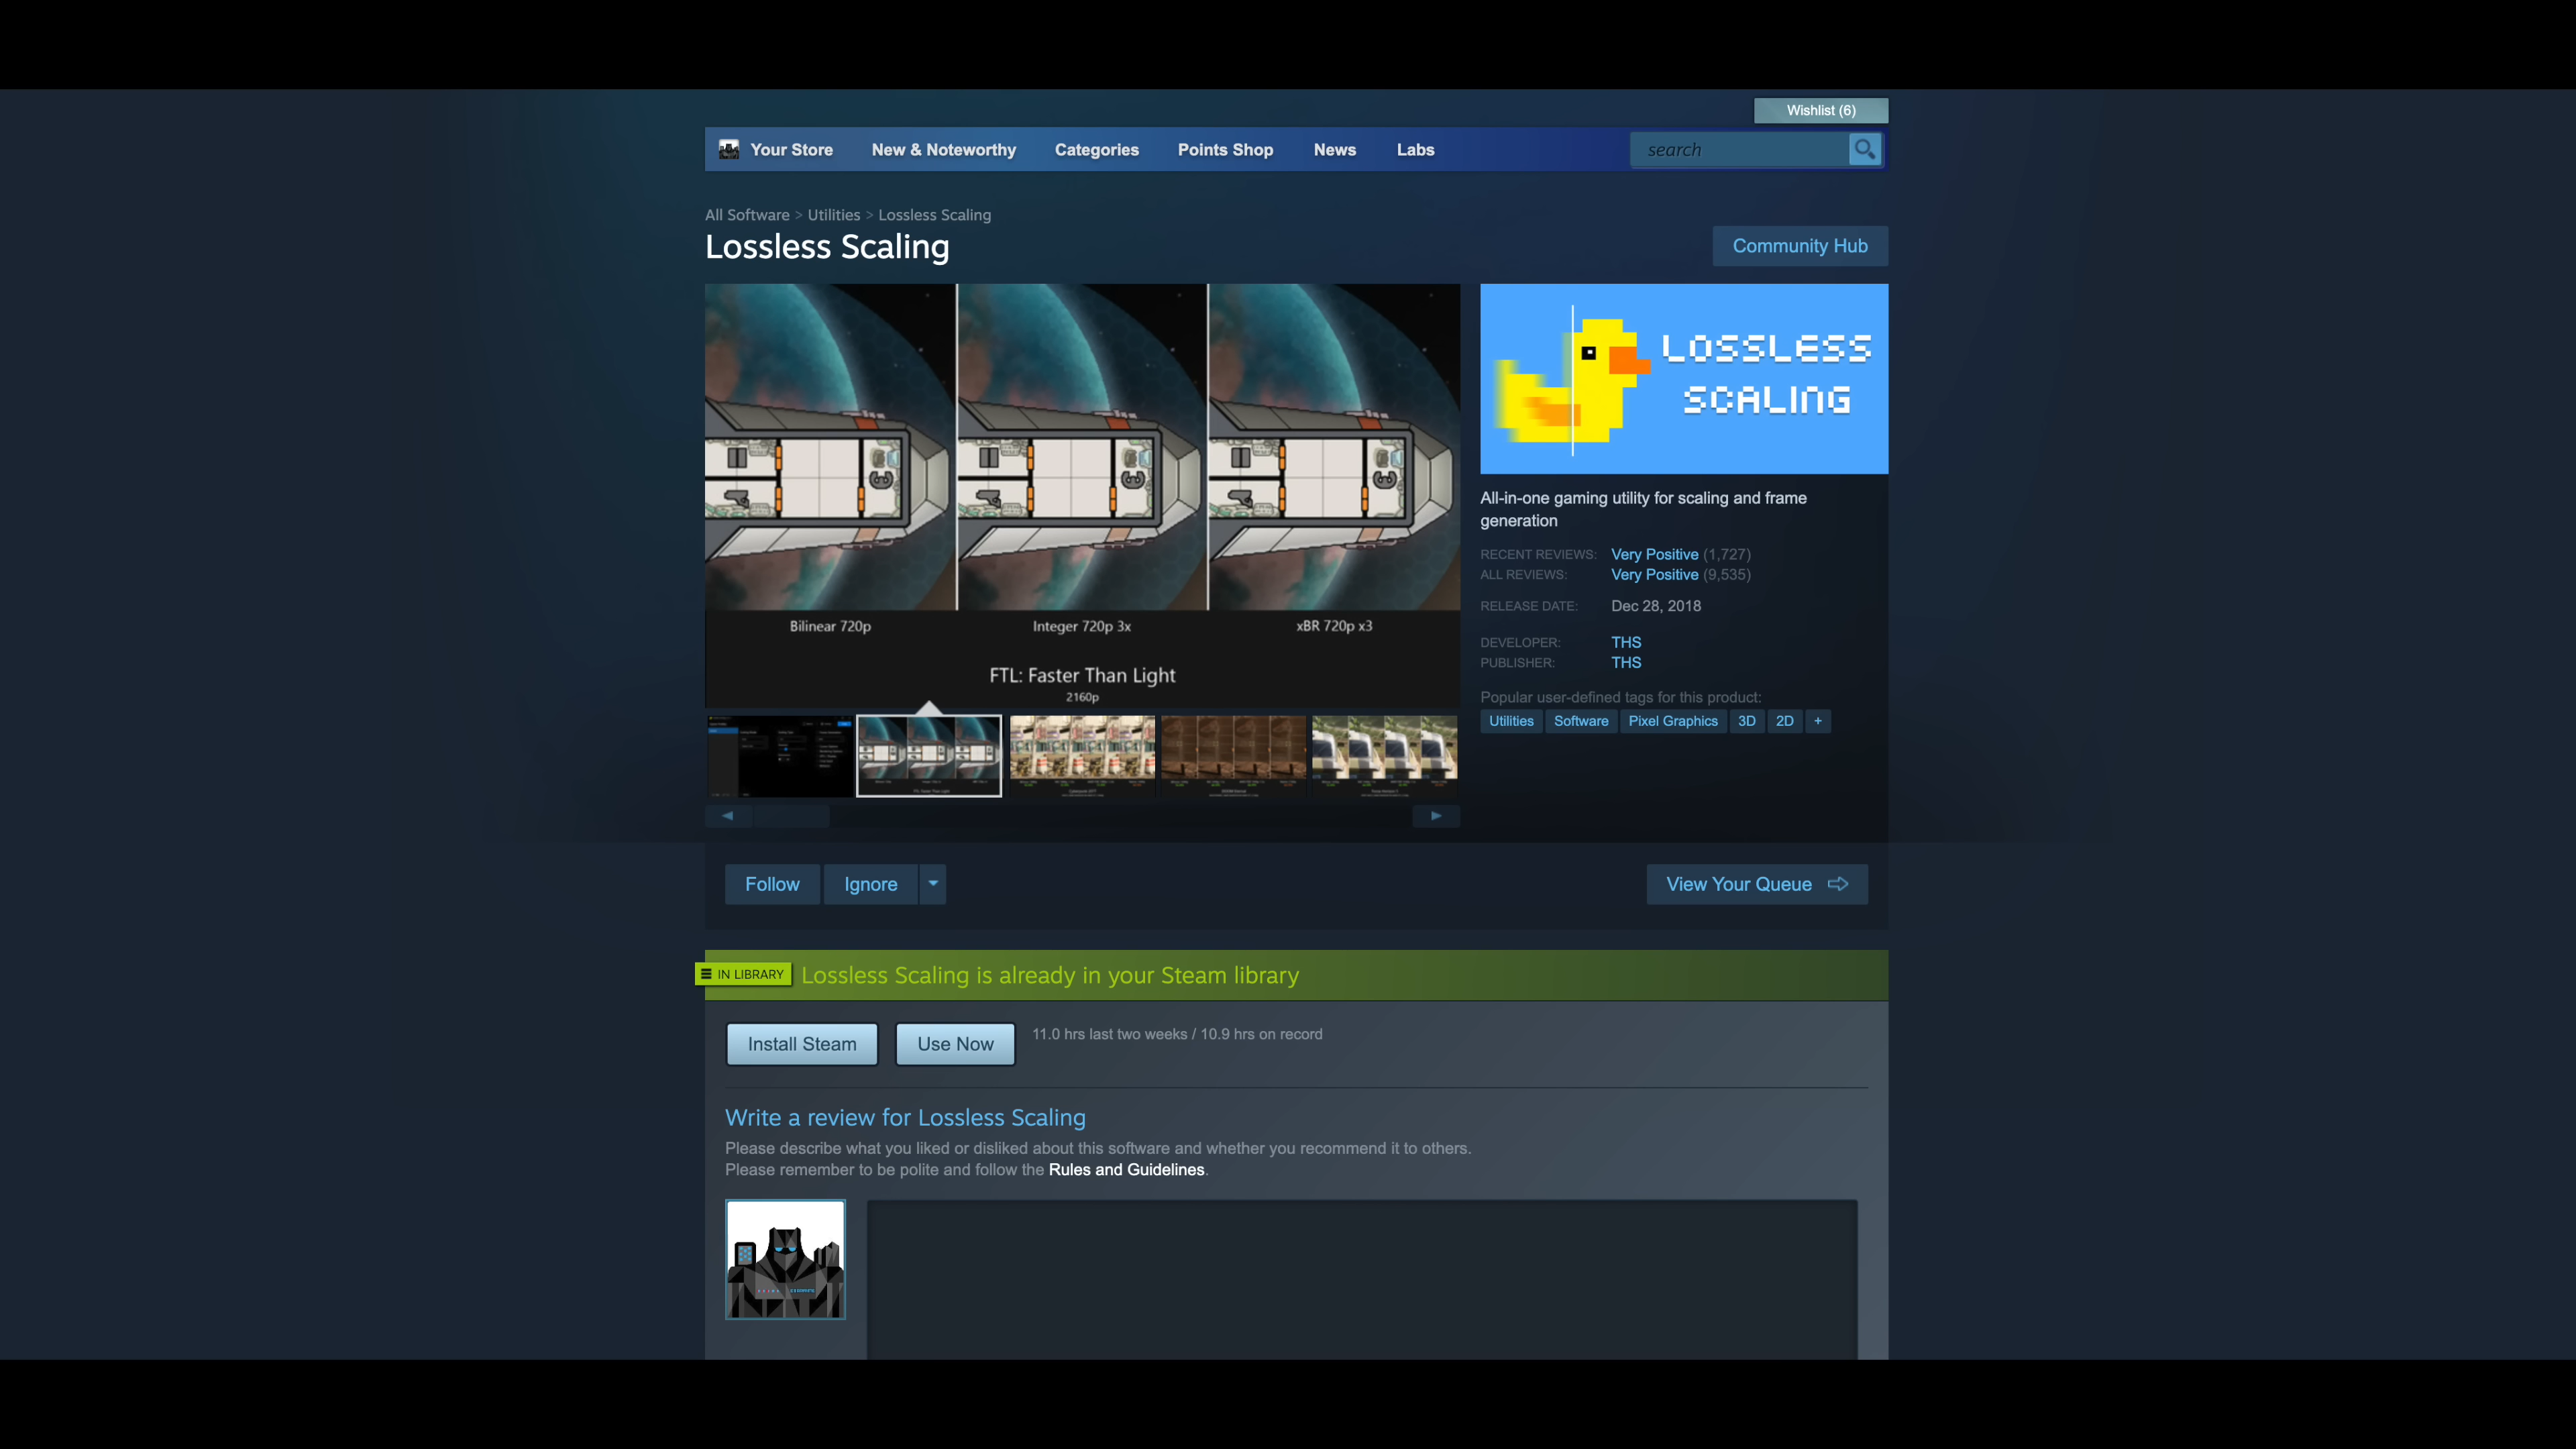 Wishlist (6)
Your Store New & Noteworthy Categories Points Shop News Labs search
All Software > Utilities > Lossless Scaling
Lossless Scaling
Community Hub
LOSSLESS
SCALING
Bilinear 720p Integer 720p 3x xBR 720p x3
FTL: Faster Than Light
2160p
All-in-one gaming utility for scaling and frame
generation
RECENT REVIEWS: Very Positive (1,727)
ALL REVIEWS: Very Positive (9,535)
RELEASE DATE: Dec 28, 2018
DEVELOPER: THS
PUBLISHER: THS
Popular user-defined tags for this product:
Utilities Software Pixel Graphics 3D 2D +
Follow Ignore
View Your Queue
IN LIBRARY Lossless Scaling is already in your Steam library
Install Steam Use Now 11.0 hrs last two weeks / 10.9 hrs on record
Write a review for Lossless Scaling
Please describe what you liked or disliked about this software and whether you recommend it to others.
Please remember to be polite and follow the Rules and Guidelines.